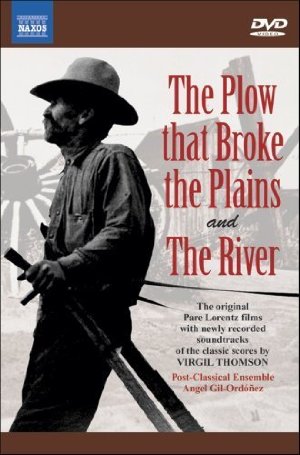 NAXOS
DVD
VIDEO
The Plow
that Broke
the Plains
and
The River
The original
Pare Lorentz films
with newly recorded
soundtracks
of the classic scores by
VIRGIL THOMSON
Post-Classical Ensemble
Angel Gil-Ordóñez